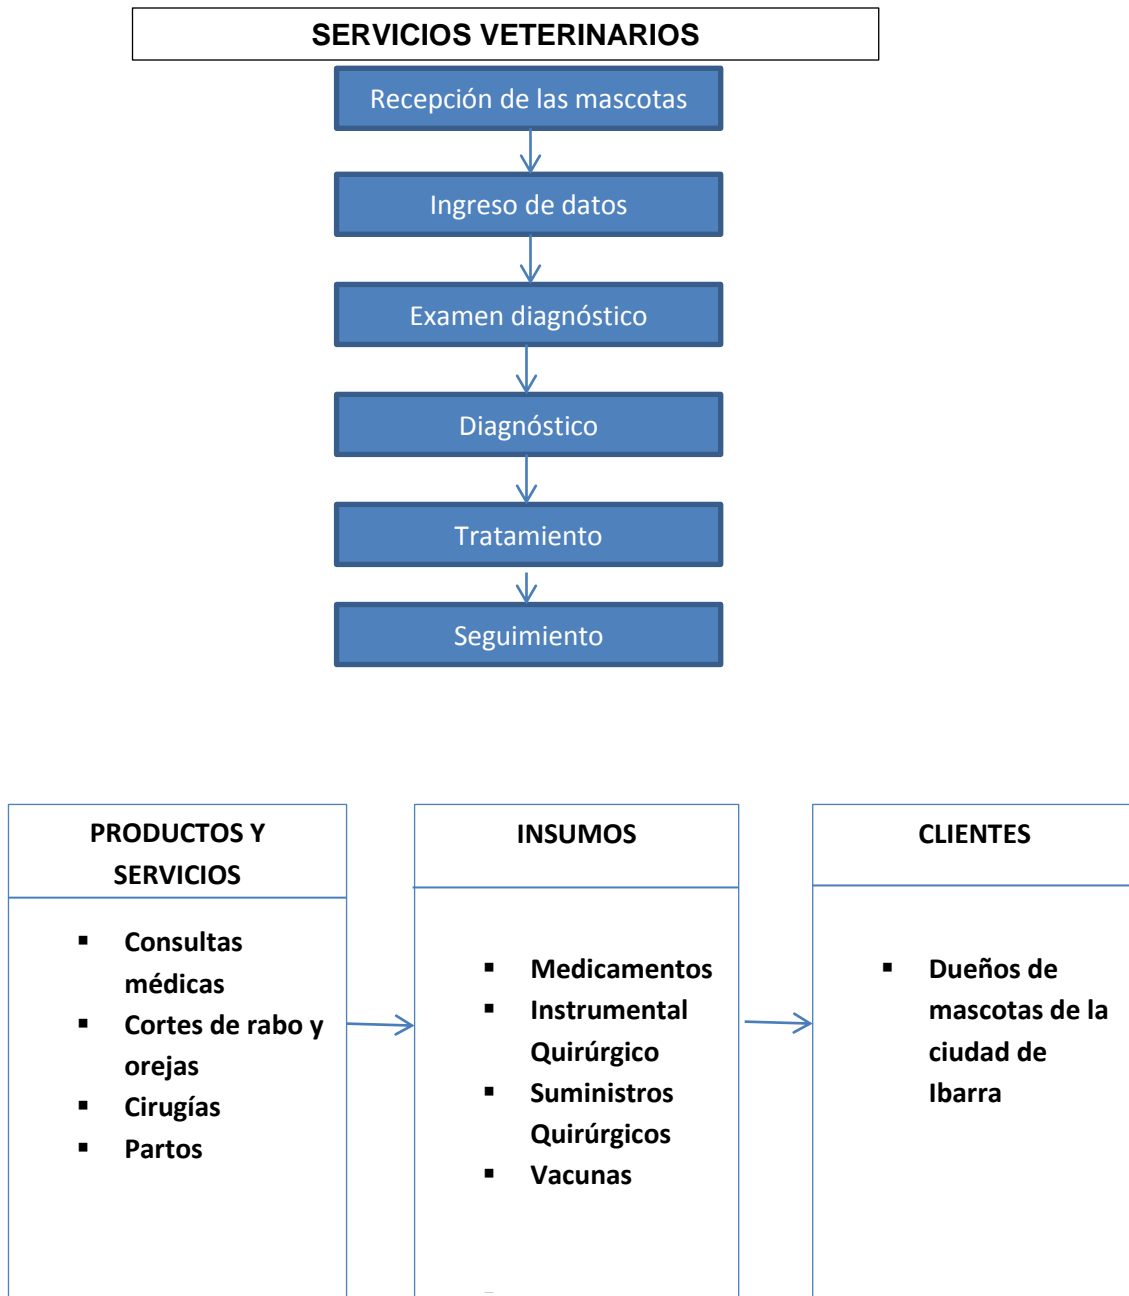 SERVICIOS VETERINARIOS
Recepción de las mascotas
Ingreso de datos
Examen diagnóstico
Diagnóstico
Tratamiento
Seguimiento
PRODUCTOS Y
SERVICIOS
▪ Consultas
médicas
▪ Cortes de rabo y
orejas
▪ Cirugías
▪ Partos
INSUMOS
▪ Medicamentos
▪ Instrumental
Quirúrgico
▪ Suministros
Quirúrgicos
▪ Vacunas
CLIENTES
▪ Dueños de
mascotas de la
ciudad de
Ibarra